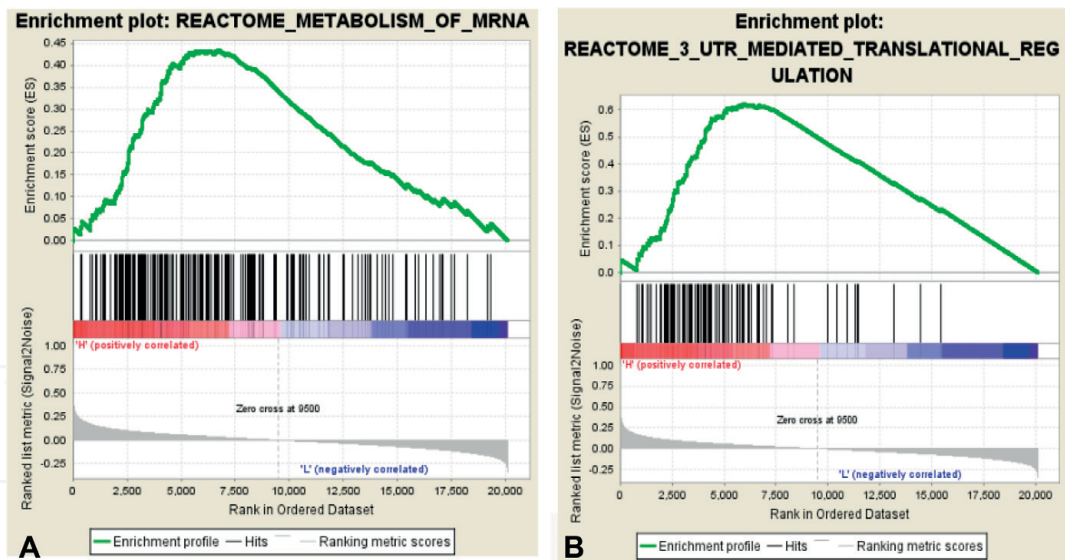 Enrichment plot: REACTOME_METABOLISM_OF_MRNA
Enrichment score (ES)
0.45
0.40
0.35
0.30
0.25
0.20
0.15
0.10
0.05
0.00
'H' (positively correlated)
Ranked list metric (Signal2Noise)
1.00
0.75
0.50
0.25
0.00
-0.25
Zero cross at 9500
'L' (negatively correlated)
0 2,500 5,000 7,500 10,000 12,500 15,000 17,500 20,000
Rank in Ordered Dataset
Enrichment profile Hits Ranking metric scores
A
Enrichment plot:
REACTOME_3_UTR_MEDIATED_TRANSLATIONAL_REG
ULATION
Enrichment score (ES)
0.6
0.5
0.4
0.3
0.2
0.1
0.0
'H' (positively correlated)
Ranked list metric (Signal2Noise)
1.00
0.75
0.50
0.25
0.00
-0.25
Zero cross at 9500
'L' (negatively correlated)
0 2,500 5,000 7,500 10,000 12,500 15,000 17,500 20,000
Rank in Ordered Dataset
Enrichment profile Hits Ranking metric scores
B